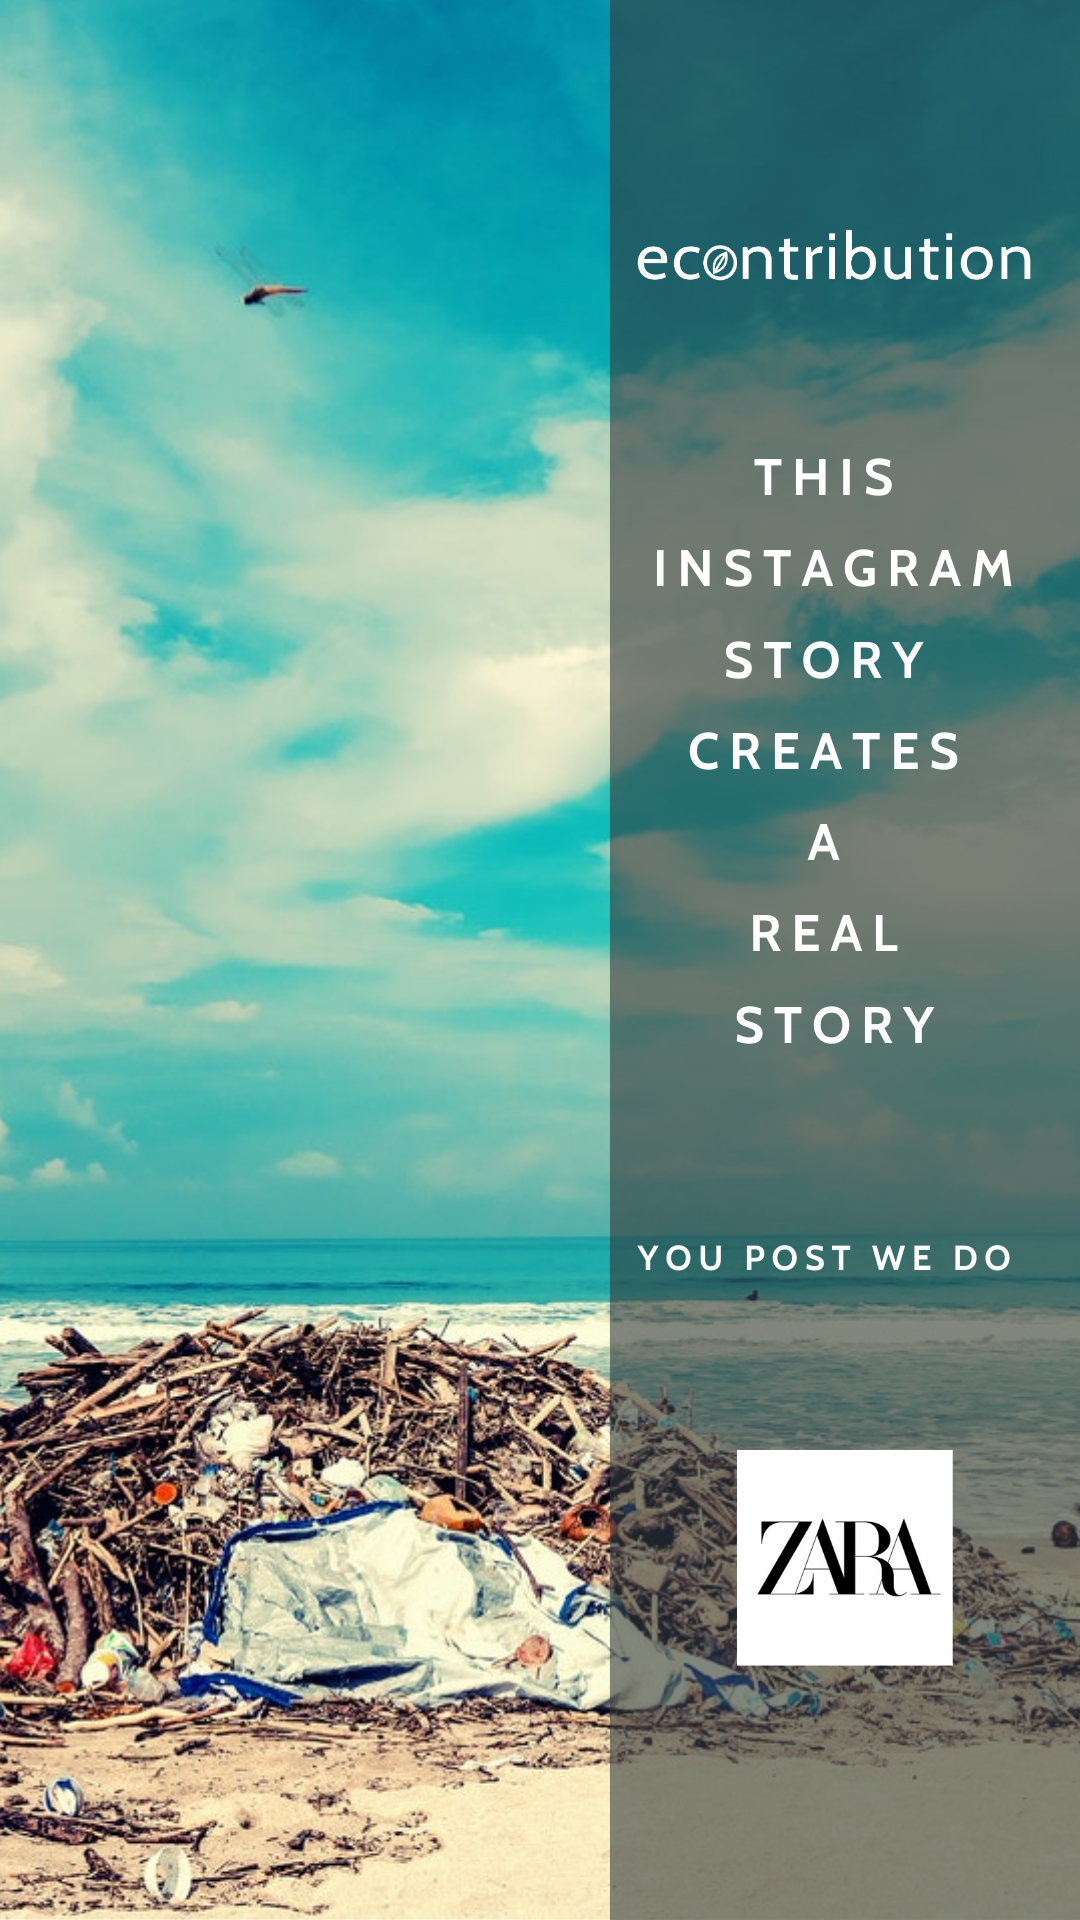 econtribution
THIS
INSTAGRAM
STORY
CREATES
A
REAL
STORY
YOU POST WE DO
ZARA